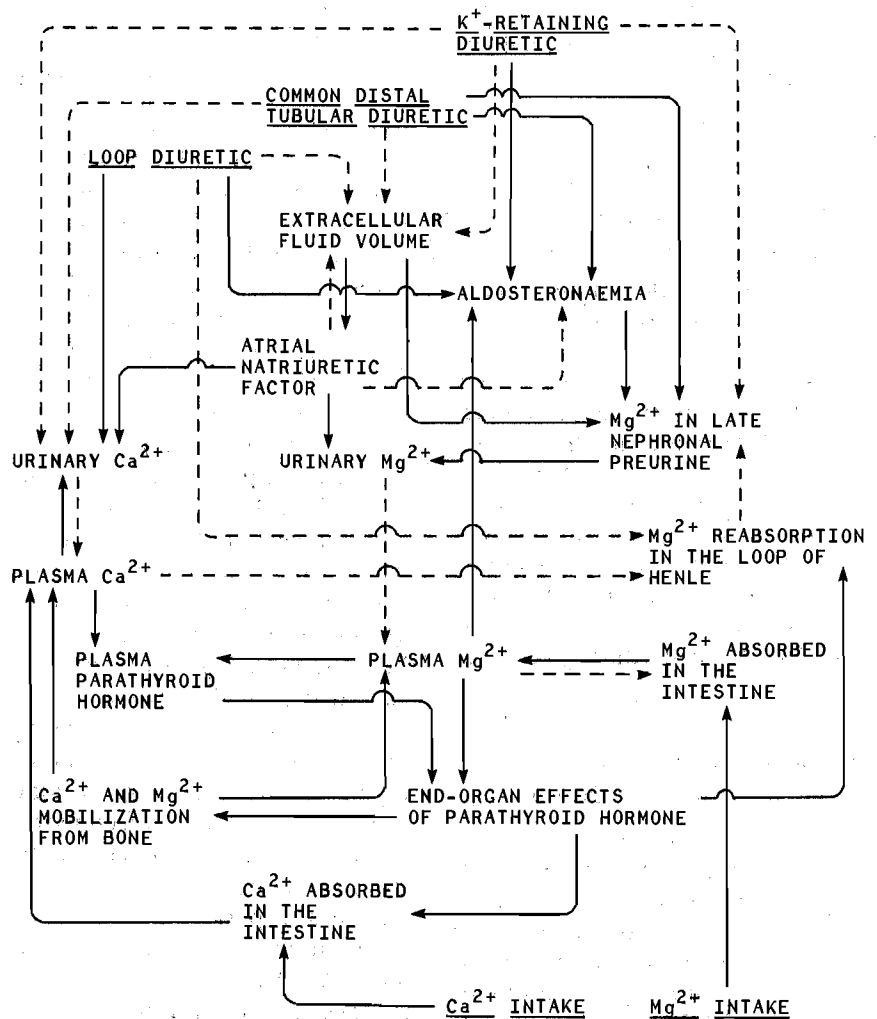 K⁺-RETAINING
DIURETIC
COMMON DISTAL
TUBULAR DIURETIC
LOOP DIURETIC
EXTRACELLULAR
FLUID VOLUME
ALDOSTERONAEMIA
ATRIAL
NATRIURETIC
FACTOR
Mg²⁺ IN LATE
NEPHRONAL
PREURINE
URINARY Ca²⁺
URINARY Mg²⁺
Mg²⁺ REABSORPTION
IN THE LOOP OF
HENLE
PLASMA Ca²⁺
PLASMA
PARATHYROID
HORMONE
PLASMA Mg²⁺
Mg²⁺ ABSORBED
IN THE
INTESTINE
Ca²⁺ AND Mg²⁺
MOBILIZATION
FROM BONE
END-ORGAN EFFECTS
OF PARATHYROID HORMONE
Ca²⁺ ABSORBED
IN THE
INTESTINE
Ca²⁺ INTAKE
Mg²⁺ INTAKE